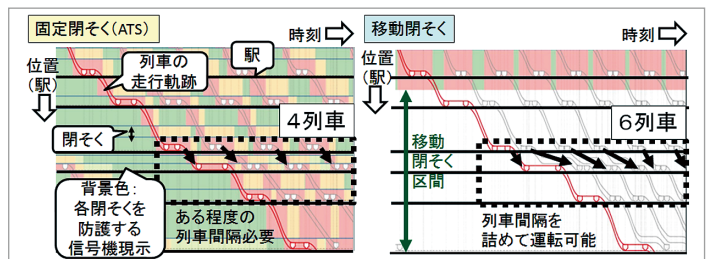 固定閉そく(ATS)
時刻
位置
(駅)
列車の
走行軌跡
駅
閉そく
4列車
背景色:
各閉そくを
防護する
信号機現示
ある程度の
列車間隔必要
移動閉そく
時刻
位置
(駅)
6列車
移動
閉そく
区間
列車間隔を
詰めて運転可能